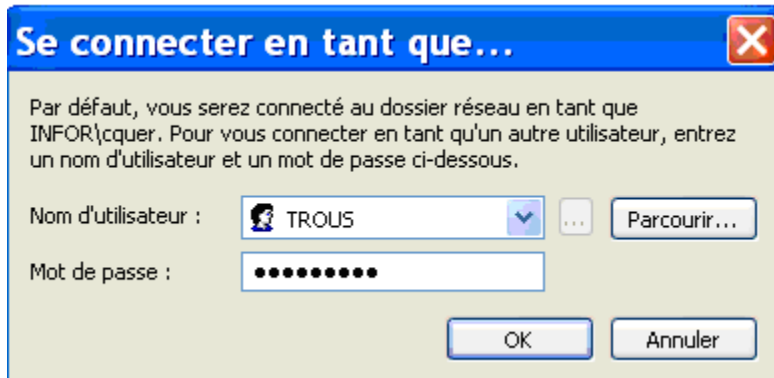 Se connecter en tant que...
Par défaut, vous serez connecté au dossier réseau en tant que
INFOR\cquer. Pour vous connecter en tant qu'un autre utilisateur, entrez
un nom d'utilisateur et un mot de passe ci-dessous.
Nom d'utilisateur : TROUS ... Parcourir...
Mot de passe : •••••••••
OK Annuler